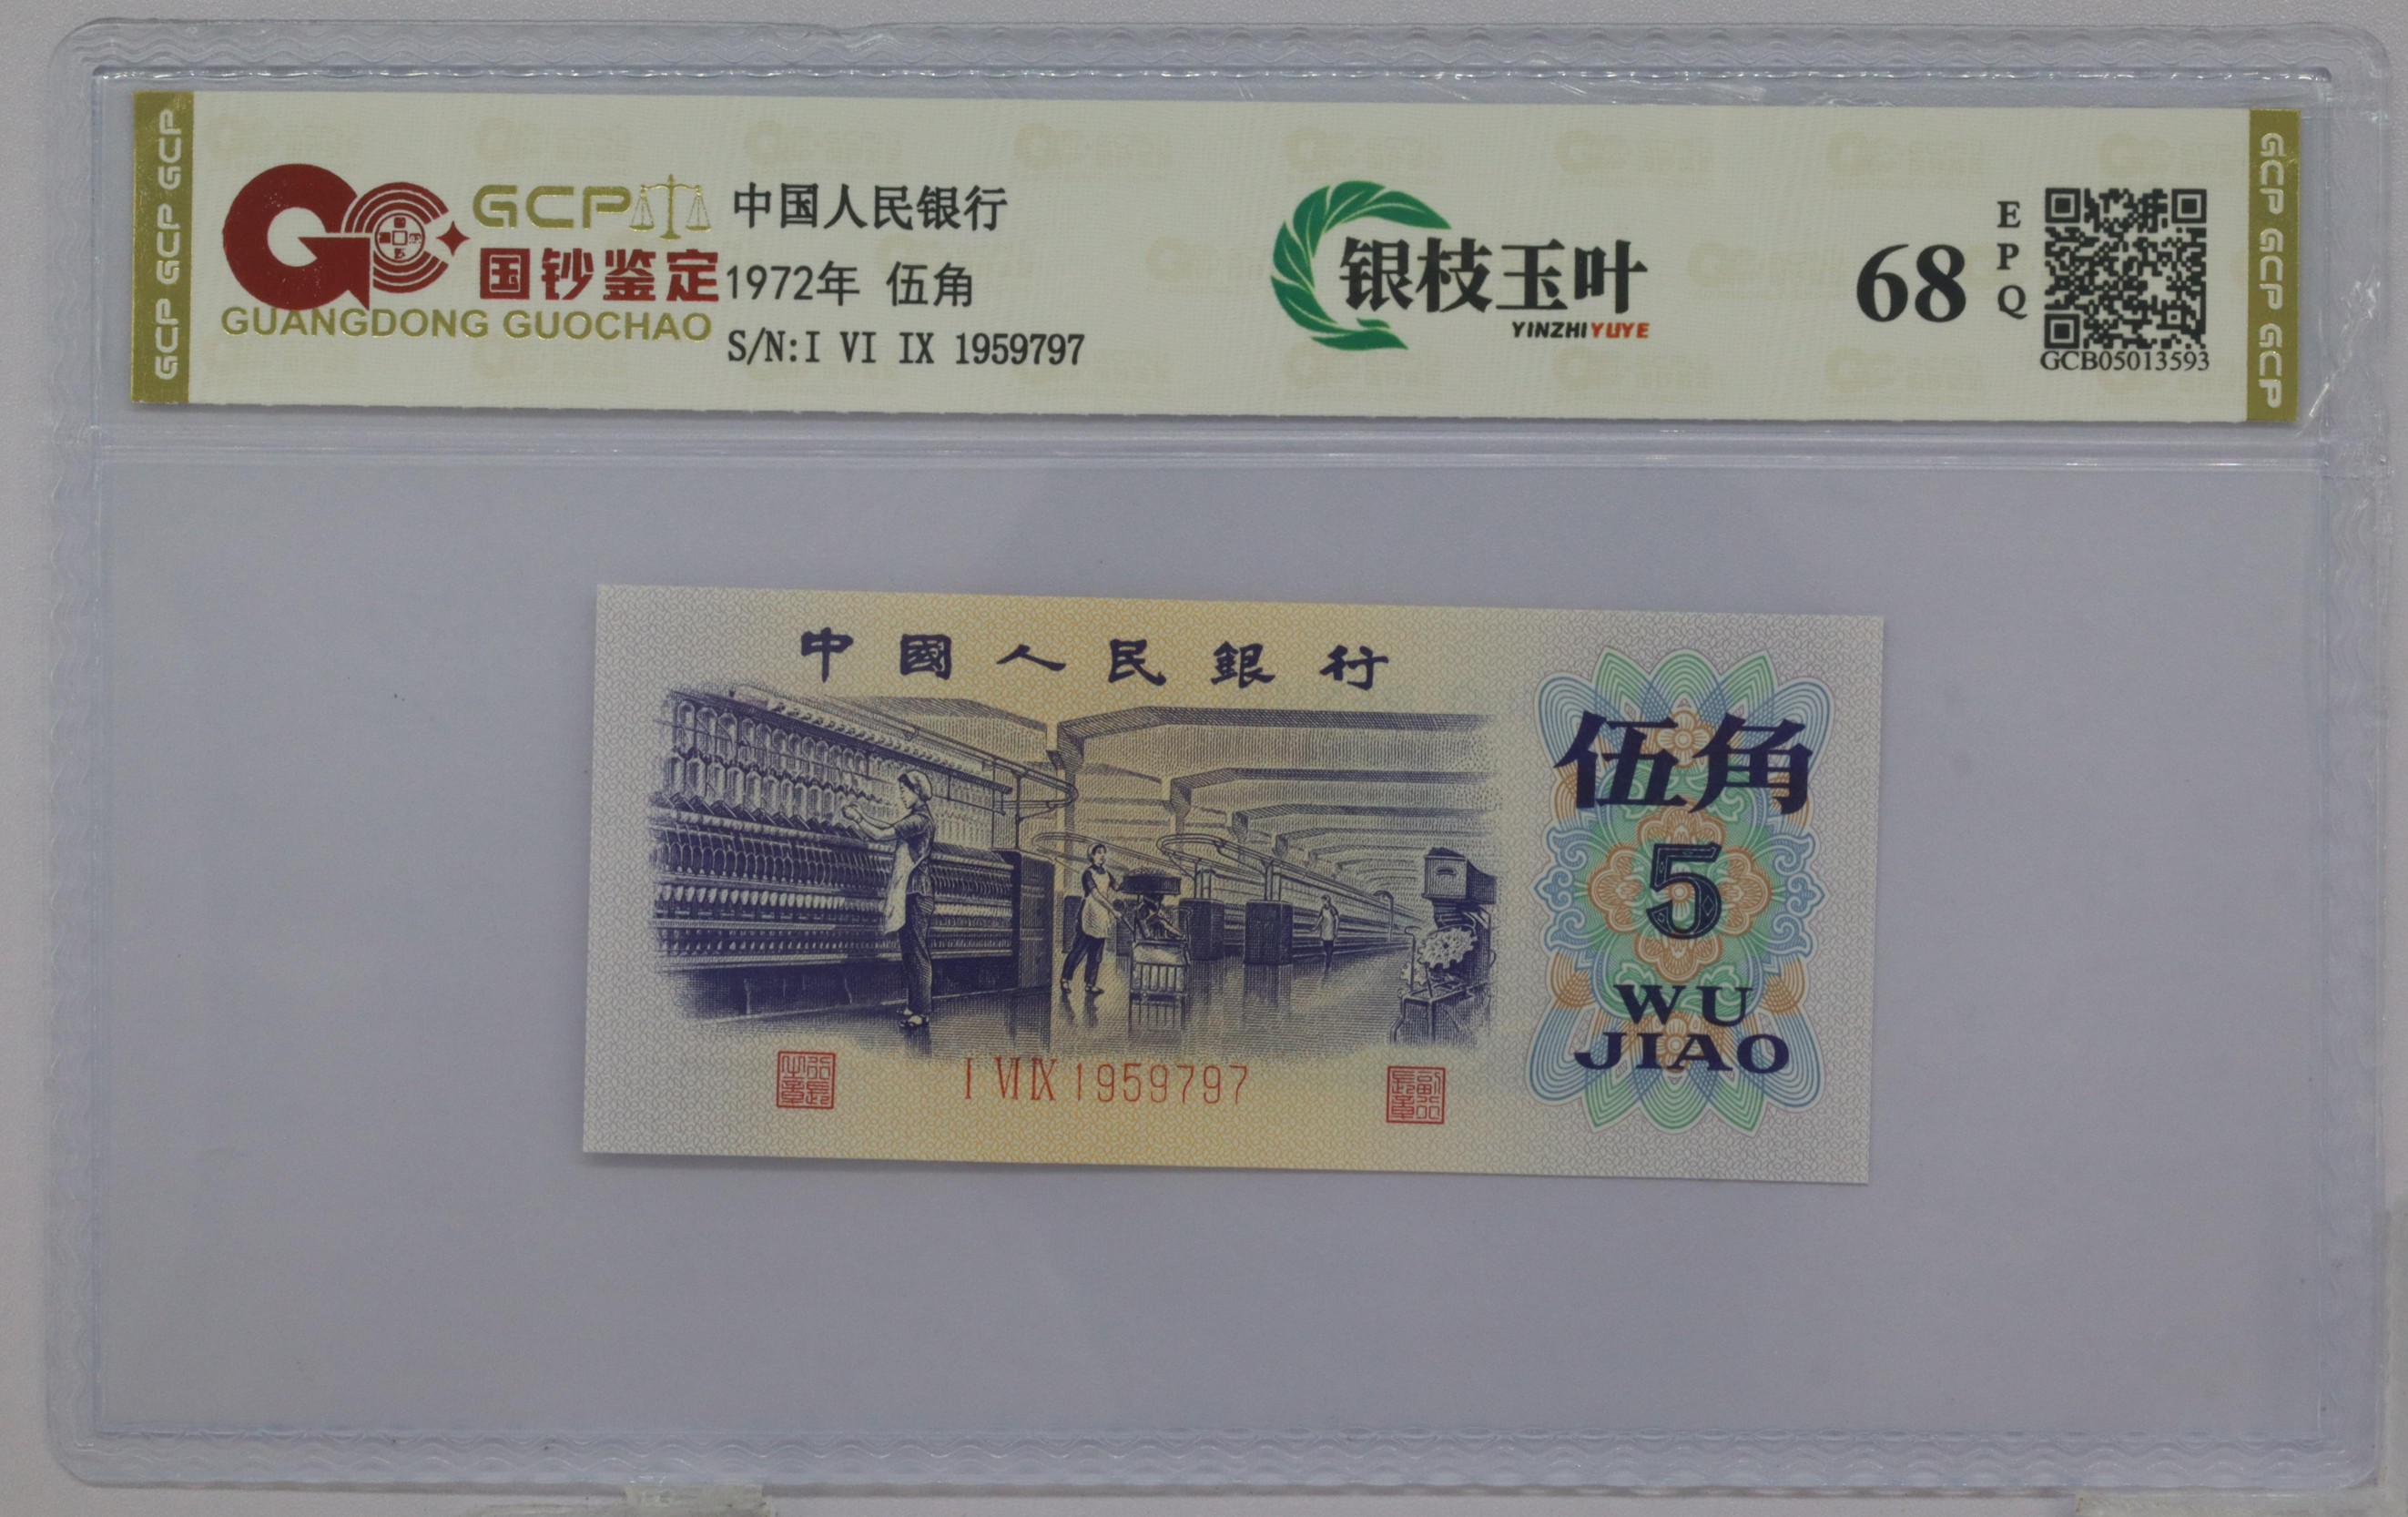 GCP GCP GCP
GCP
国钞鉴定
GUANGDONG GUOCHAO
中国人民银行
1972年 伍角
S/N:I VI IX 1959797
银枝玉叶
YINZHIYUYE
68
EPQ
GCB05013593
GCP GCP GCP
中國人民銀行
伍角
5
WU
JIAO
I VI IX 1959797